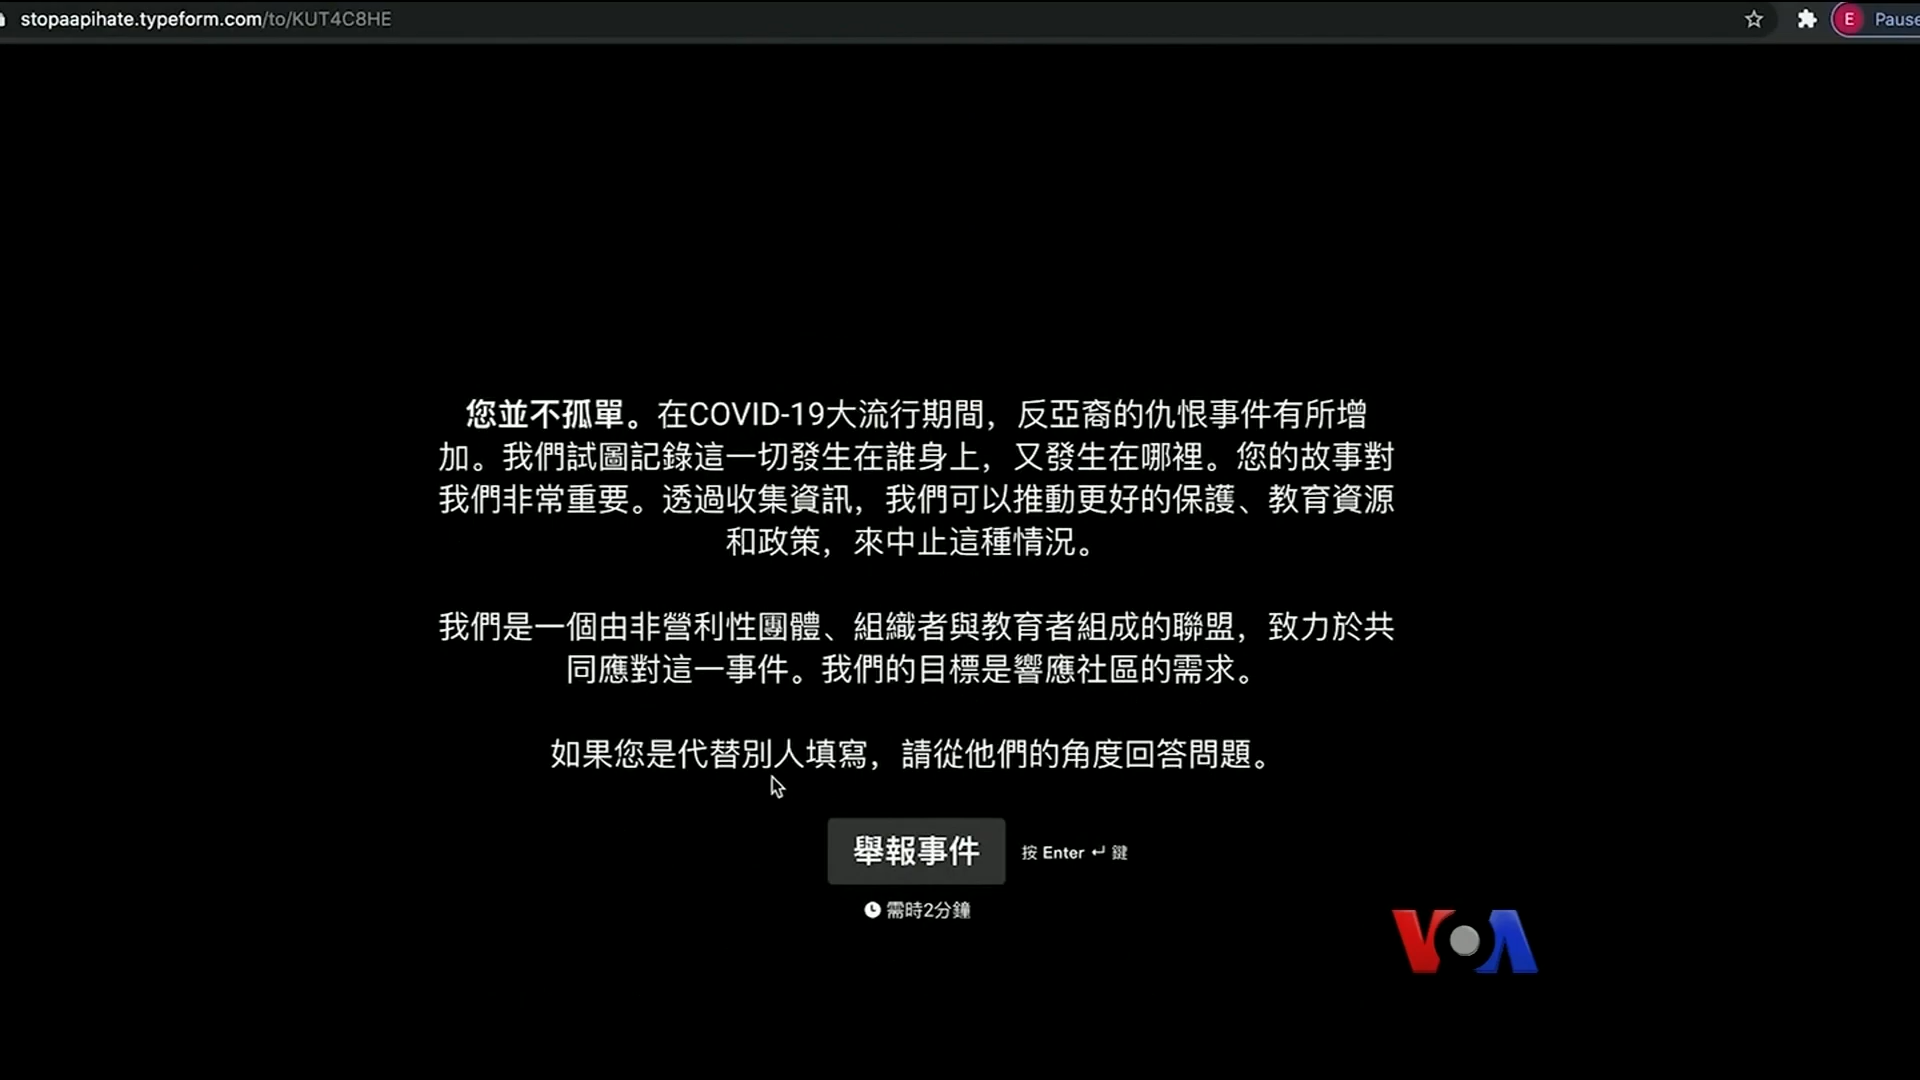 stopaapihate.typeform.com/to/KUT4C8HE
E Pause
您並不孤單。在COVID-19大流行期間，反亞裔的仇恨事件有所增
加。我們試圖記錄這一切發生在誰身上，又發生在哪裡。您的故事對
我們非常重要。透過收集資訊，我們可以推動更好的保護、教育資源
和政策，來中止這種情況。
我們是一個由非營利性團體、組織者與教育者組成的聯盟，致力於共
同應對這一事件。我們的目標是響應社區的需求。
如果您是代替別人填寫，請從他們的角度回答問題。
舉報事件 按 Enter ↵ 鍵
需時2分鐘
VOA